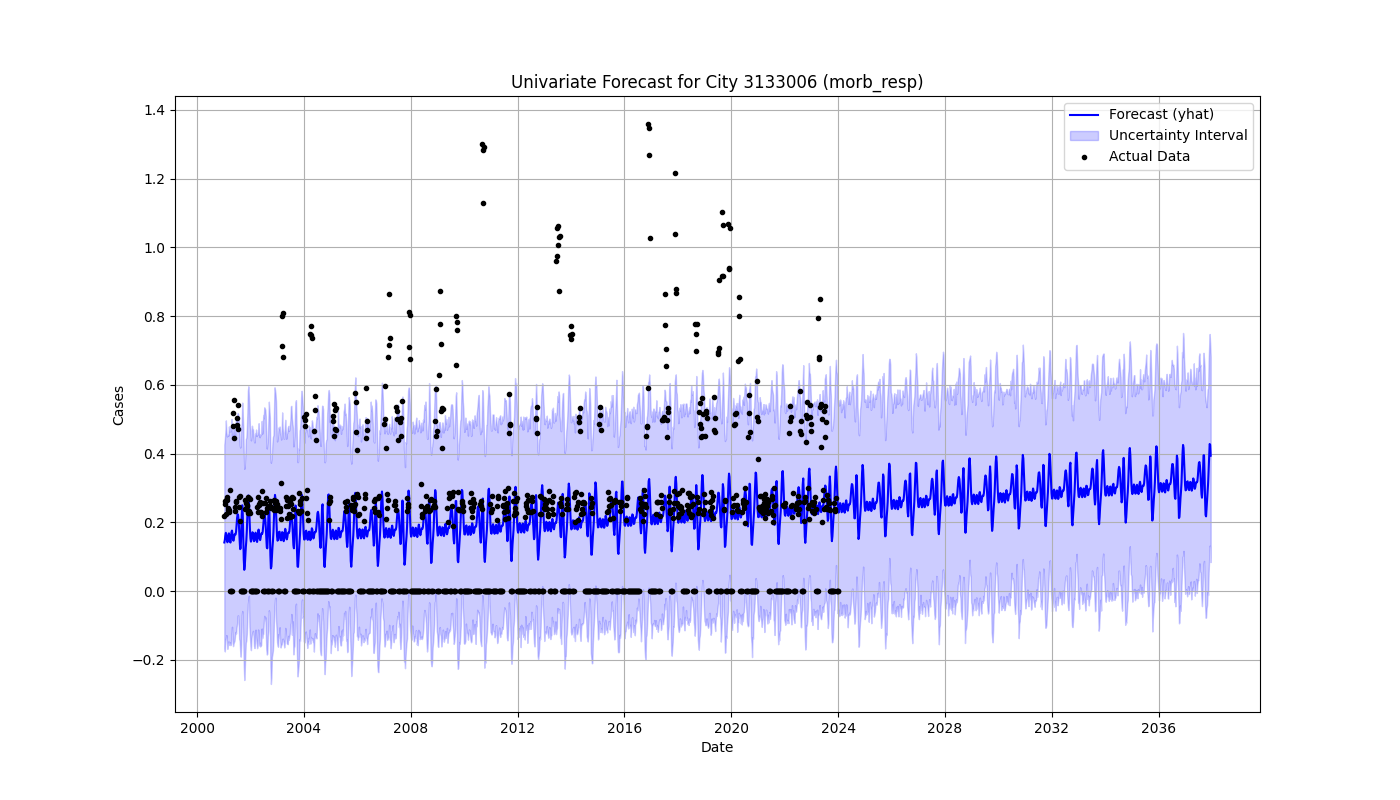 Univariate Forecast for City 3133006 (morb_resp)
Forecast (yhat)
Uncertainty Interval
Actual Data
Cases
1.4
1.2
1.0
0.8
0.6
0.4
0.2
0.0
−0.2
2000 2004 2008 2012 2016 2020 2024 2028 2032 2036
Date